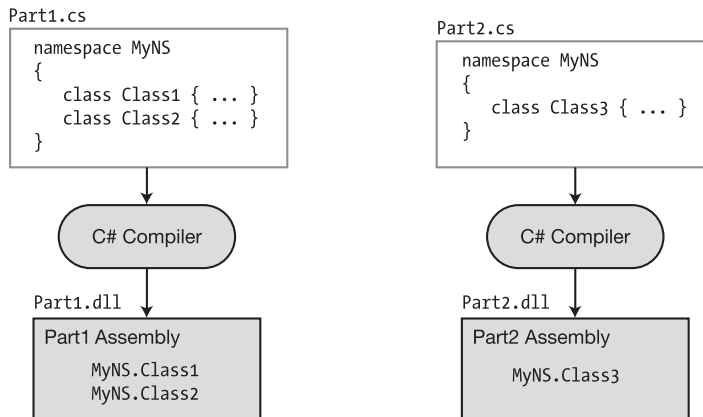 Part1.cs
namespace MyNS
{
class Class1 { ... }
class Class2 { ... }
}
C# Compiler
Part1.dll
Part1 Assembly
MyNS.Class1
MyNS.Class2
Part2.cs
namespace MyNS
{
class Class3 { ... }
}
C# Compiler
Part2.dll
Part2 Assembly
MyNS.Class3